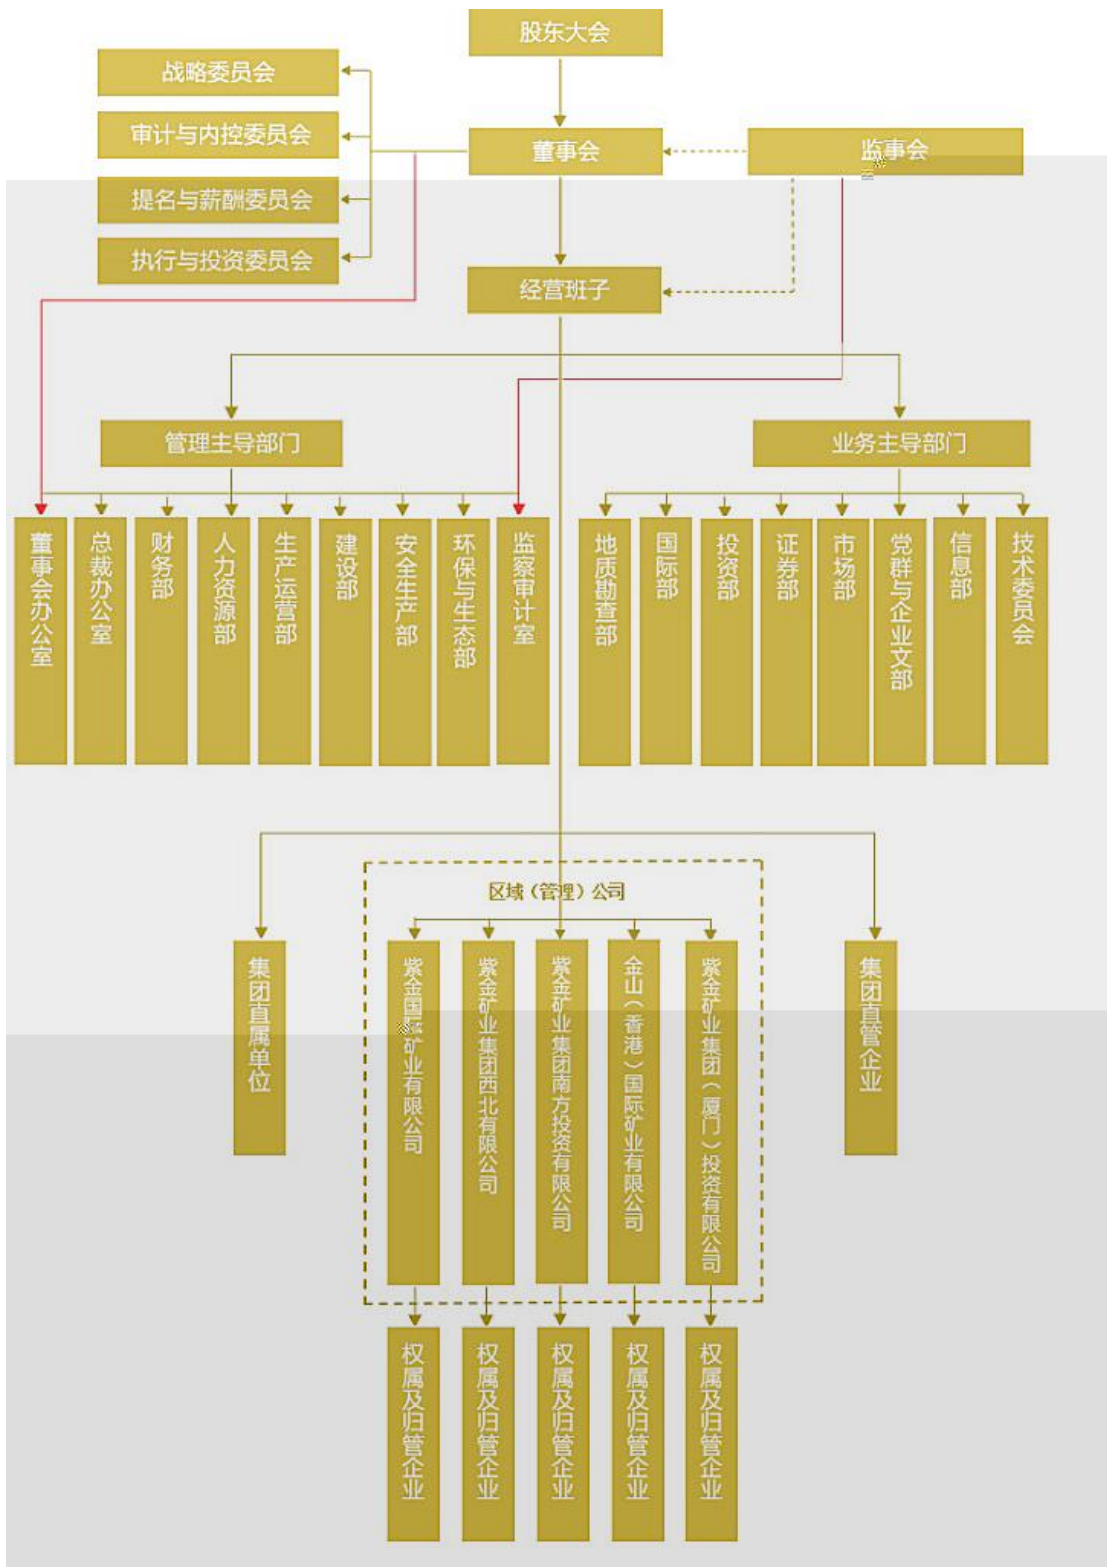 股东大会
战略委员会
审计与内控委员会
董事会
监事会
提名与薪酬委员会
执行与投资委员会
经营班子
管理主导部门
业务主导部门
董事会办公室
总裁办公室
财务部
人力资源部
生产运营部
建设部
安全生产部
环保与生态部
监察审计室
地质勘查部
国际部
投资部
证券部
市场部
党群与企业文部
信息部
技术委员会
区域（管理）公司
集团直属单位
紫金国际矿业有限公司
紫金矿业集团西北有限公司
紫金矿业集团南方投资有限公司
金山（香港）国际矿业有限公司
紫金矿业集团（厦门）投资有限公司
集团直管企业
权属及归管企业
权属及归管企业
权属及归管企业
权属及归管企业
权属及归管企业